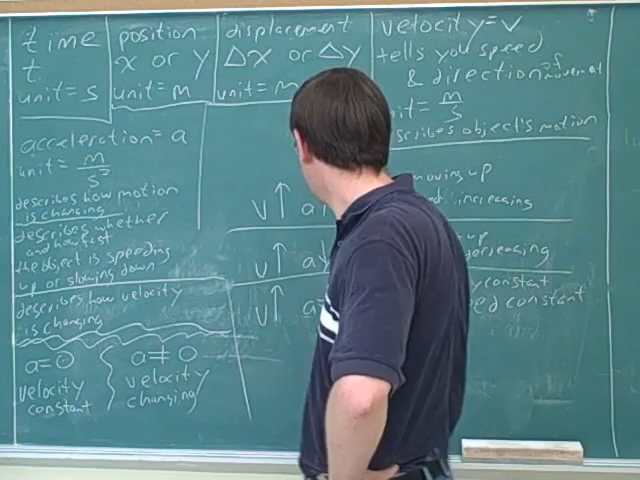 time
t
unit = s
position
x or y
unit = m
displacement
Δx or Δy
unit = m
velocity = v
tells you speed
& direction of movement
= m/s
describes object's motion
acceleration = a
unit = m/s²
describes how motion
is changing
describes whether
and how fast
the object is speeding
up or slowing down
describes how velocity
is changing
a = 0
velocity
constant
a ≠ 0
velocity
changing
v↑ a moving up
increasing
v↑ a up
decreasing
v↑ a constant
speed constant